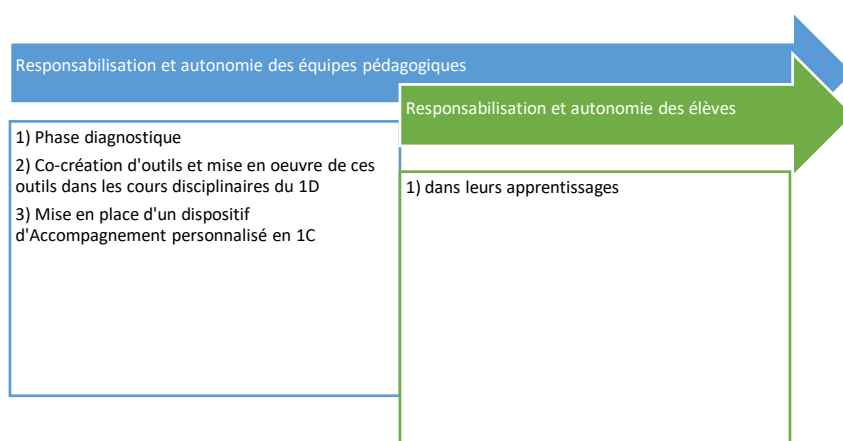 Responsabilisation et autonomie des équipes pédagogiques
Responsabilisation et autonomie des élèves
1) Phase diagnostique
2) Co-création d'outils et mise en oeuvre de ces
outils dans les cours disciplinaires du 1D
3) Mise en place d'un dispositif
d'Accompagnement personnalisé en 1C
1) dans leurs apprentissages